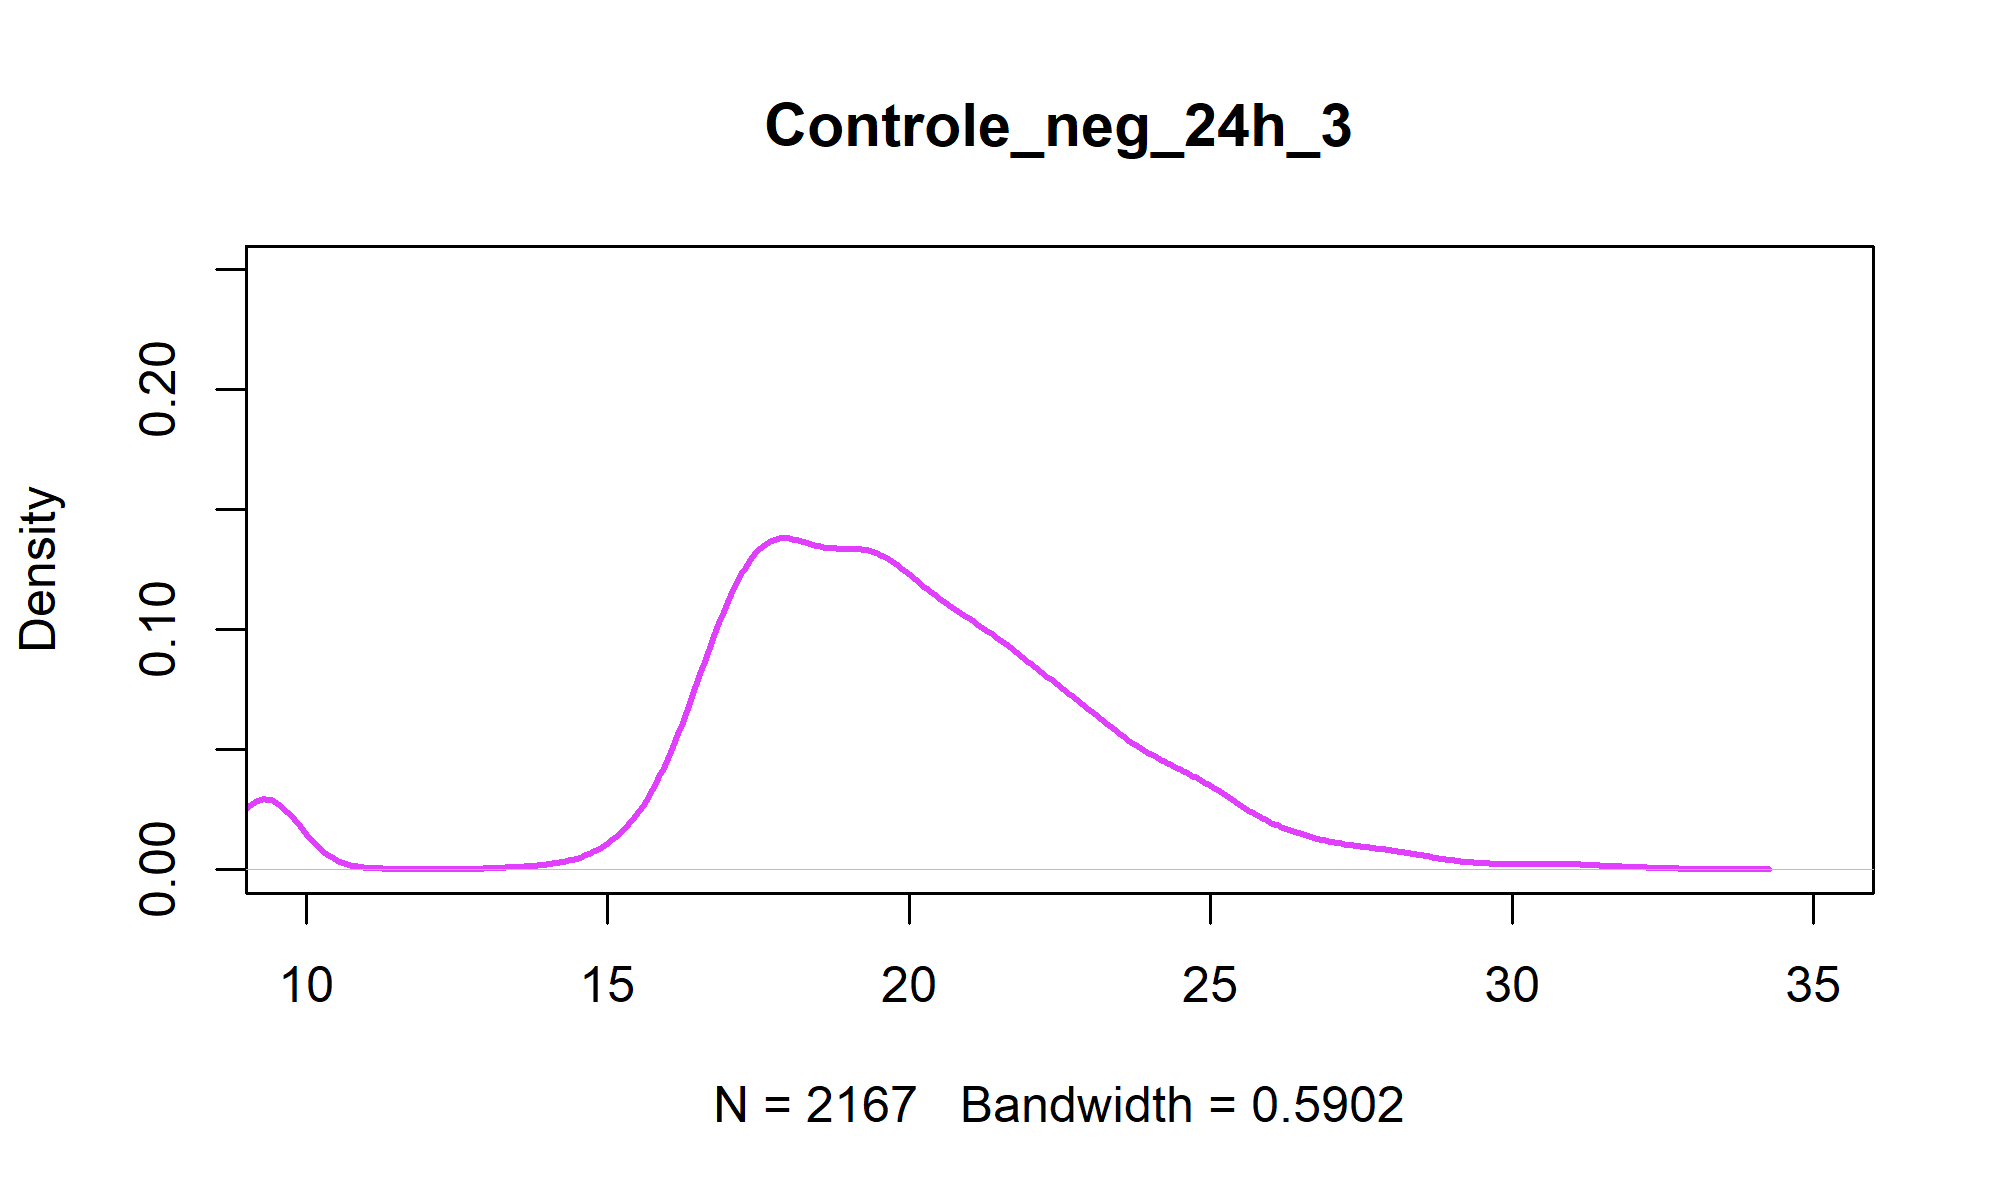 Controle_neg_24h_3
Density
0.20
0.10
0.00
10 15 20 25 30 35
N = 2167 Bandwidth = 0.5902